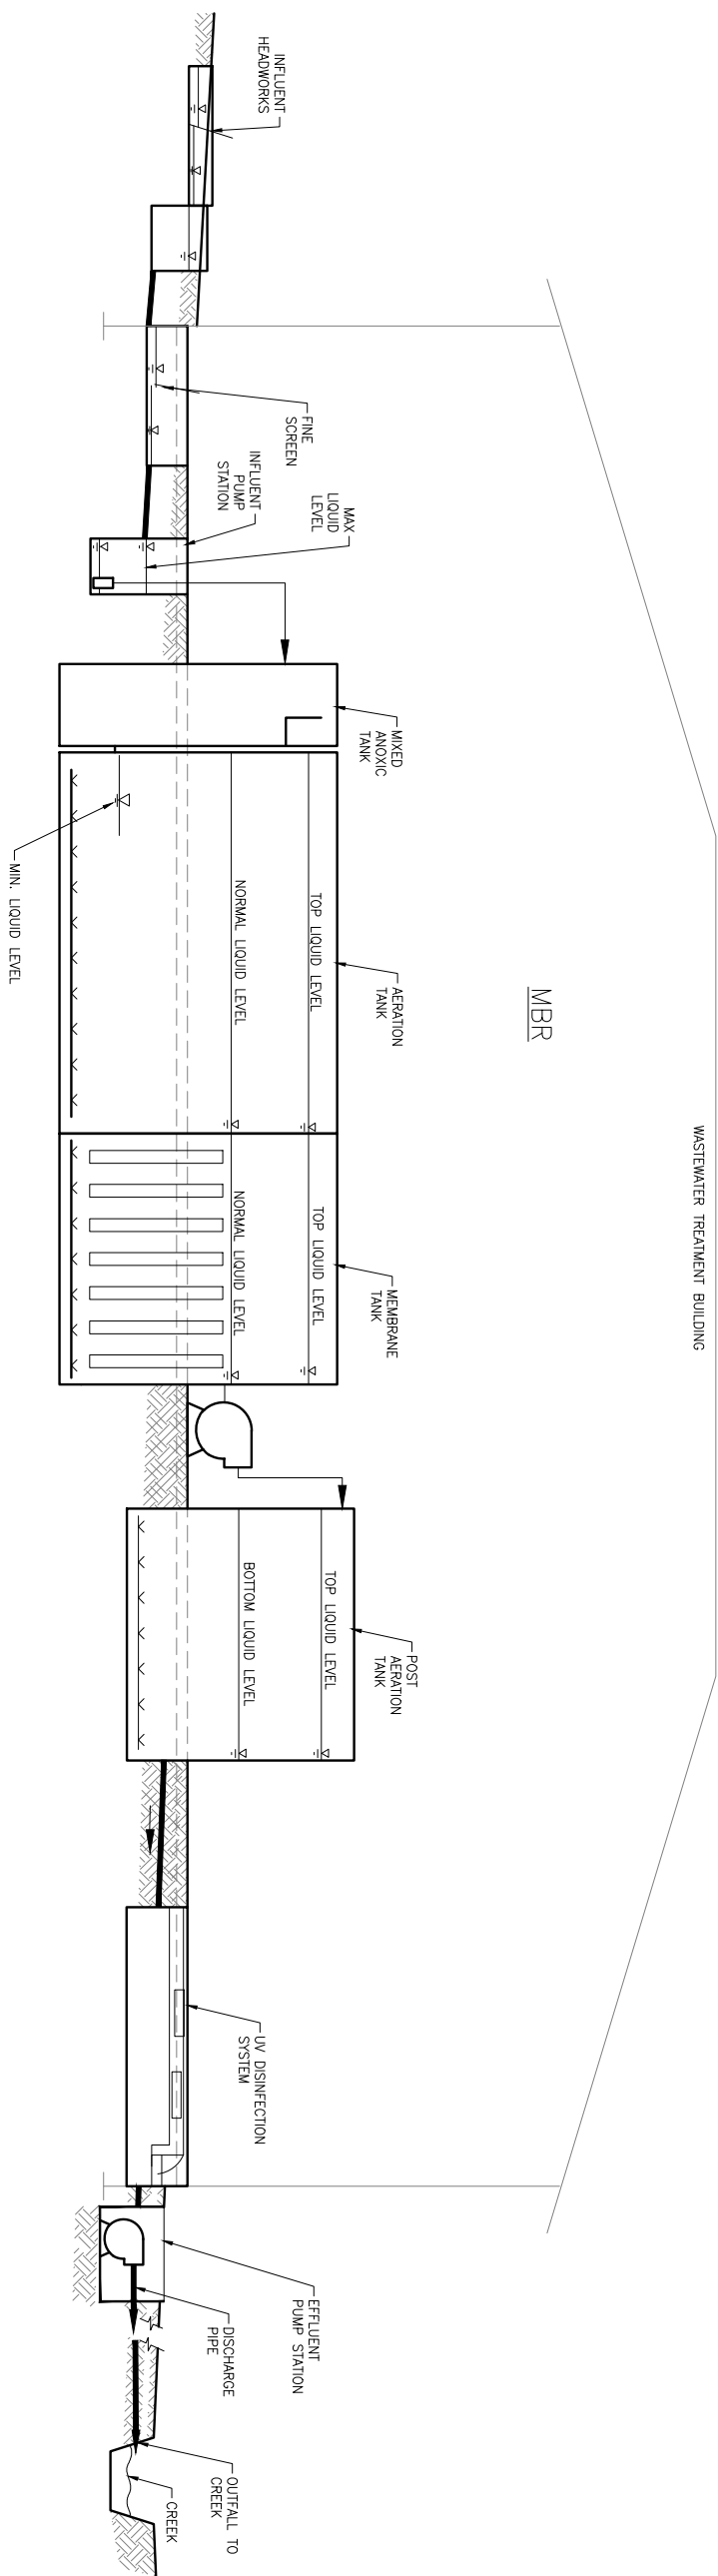 WASTEWATER TREATMENT BUILDING
MBR
INFLUENT
HEADWORKS
FINE
SCREEN
INFLUENT
PUMP
STATION
MAX
LIQUID
LEVEL
MIXED
ANOXIC
TANK
MIN. LIQUID LEVEL
TOP LIQUID LEVEL
NORMAL LIQUID LEVEL
AERATION
TANK
TOP LIQUID LEVEL
NORMAL LIQUID LEVEL
MEMBRANE
TANK
TOP LIQUID LEVEL
BOTTOM LIQUID LEVEL
POST
AERATION
TANK
UV DISINFECTION
SYSTEM
EFFLUENT
PUMP STATION
DISCHARGE
PIPE
OUTFALL TO
CREEK
CREEK